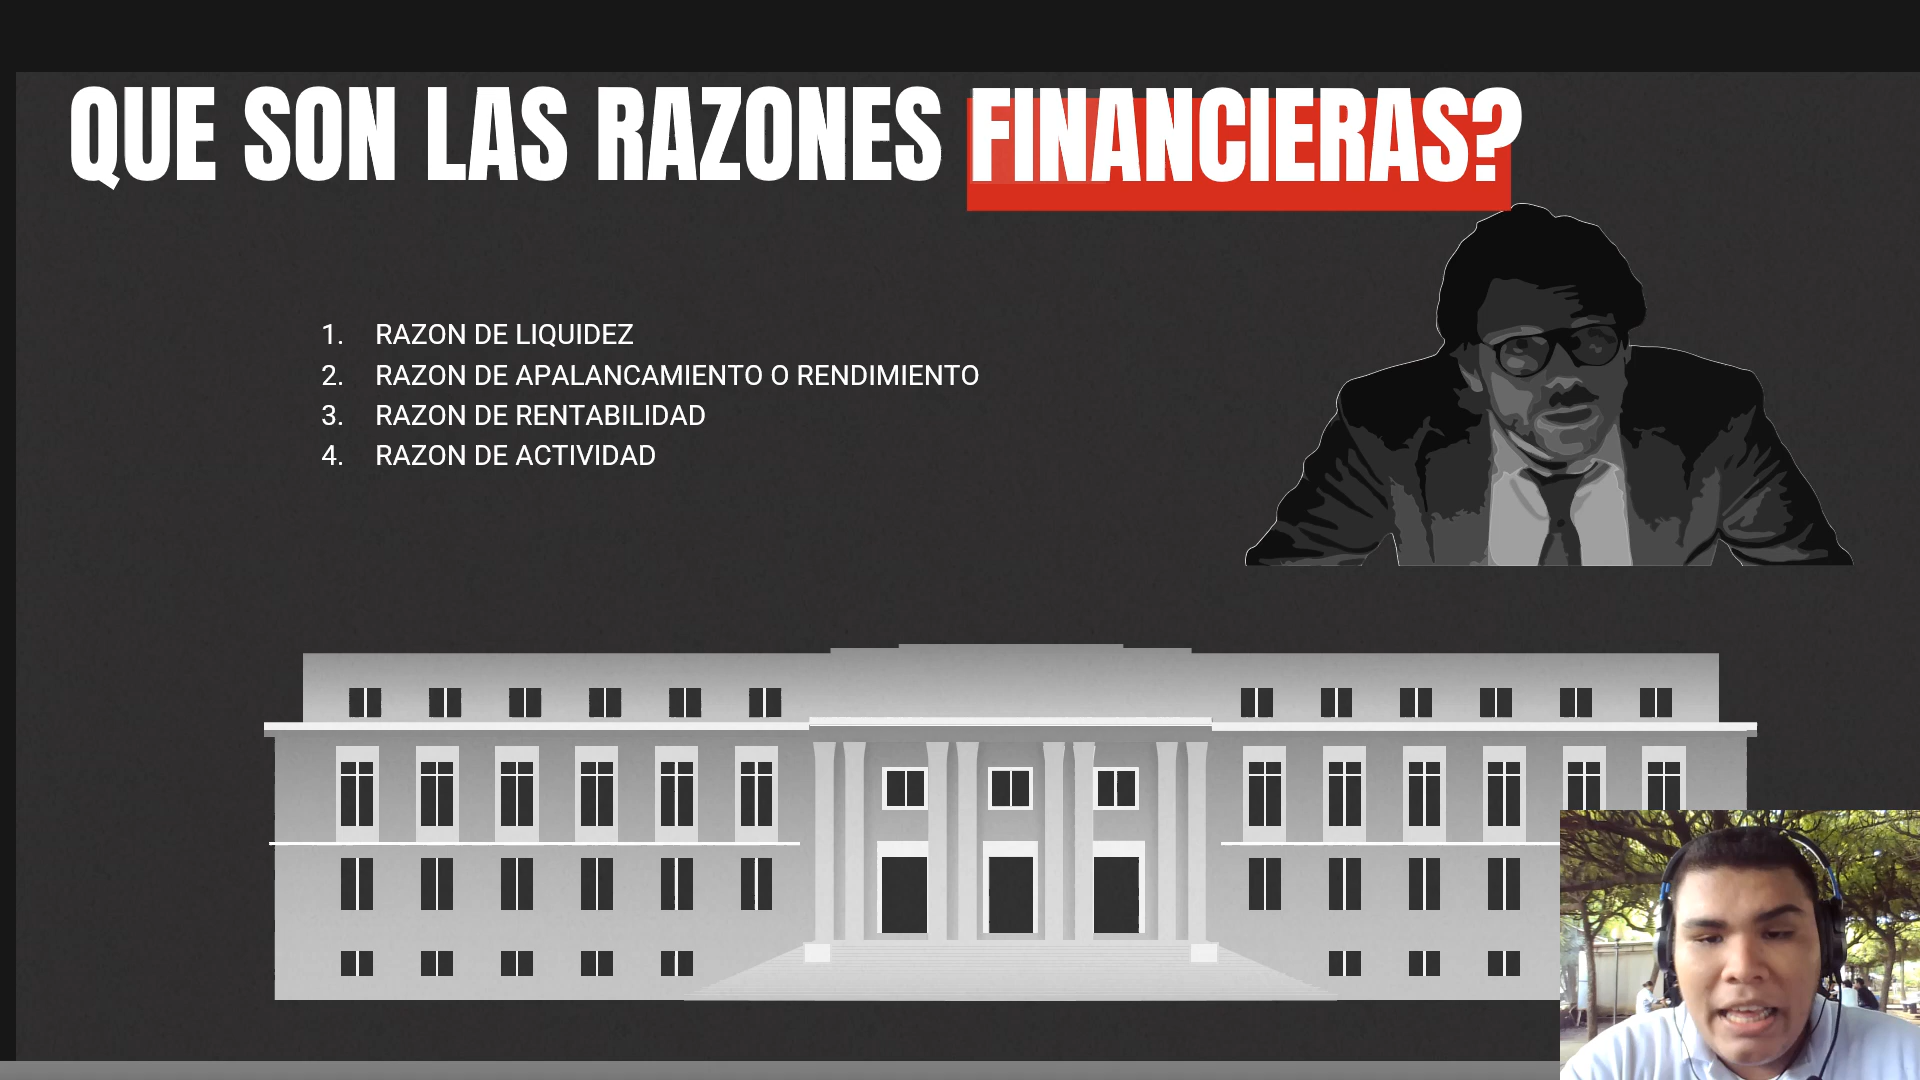 QUE SON LAS RAZONES FINANCIERAS?
1. RAZON DE LIQUIDEZ
2. RAZON DE APALANCAMIENTO O RENDIMIENTO
3. RAZON DE RENTABILIDAD
4. RAZON DE ACTIVIDAD